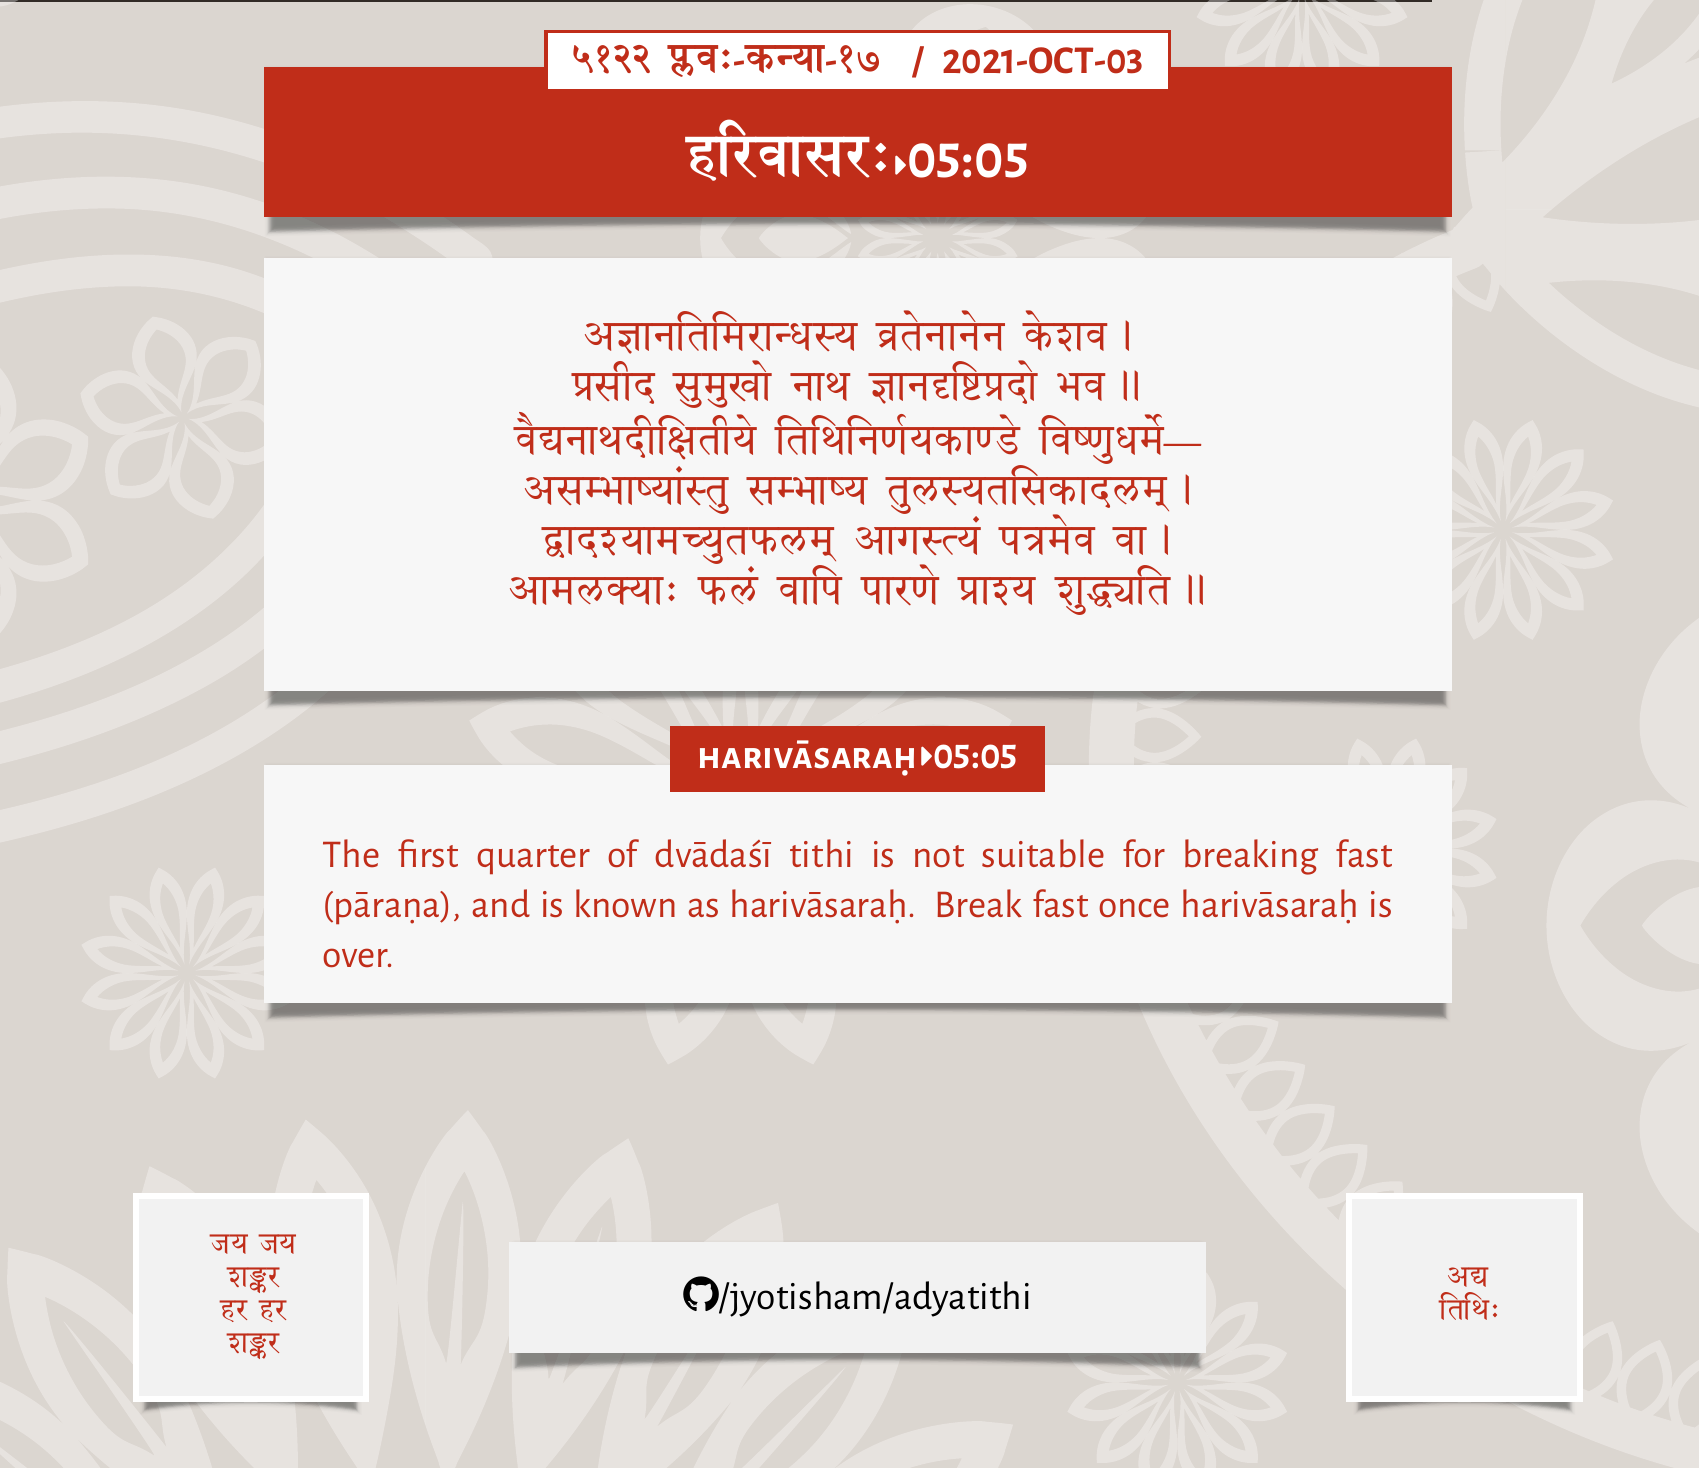 ५१२२ प्लवः-कन्या-१७ / 2021-OCT-03
हरिवासरः▸05:05
अज्ञानतिमिरान्धस्य व्रतेनानेन केशव।
प्रसीद सुमुखो नाथ ज्ञानदृष्टिप्रदो भव॥
वैद्यनाथदीक्षितीये तिथिनिर्णयकाण्डे विष्णुधर्मे—
असम्भाष्यांस्तु सम्भाष्य तुलस्यतसिकादलम्।
द्वादश्यामच्युतफलम् आगस्त्यं पत्रमेव वा।
आमलक्याः फलं वापि पारणे प्राश्य शुद्ध्यति॥
HARIVĀSARAḤ▸05:05
The first quarter of dvādaśī tithi is not suitable for breaking fast
(pāraṇa), and is known as harivāsaraḥ. Break fast once harivāsaraḥ is
over.
जय जय
शङ्कर
हर हर
शङ्कर
/jyotisham/adyatithi
अद्य
तिथिः